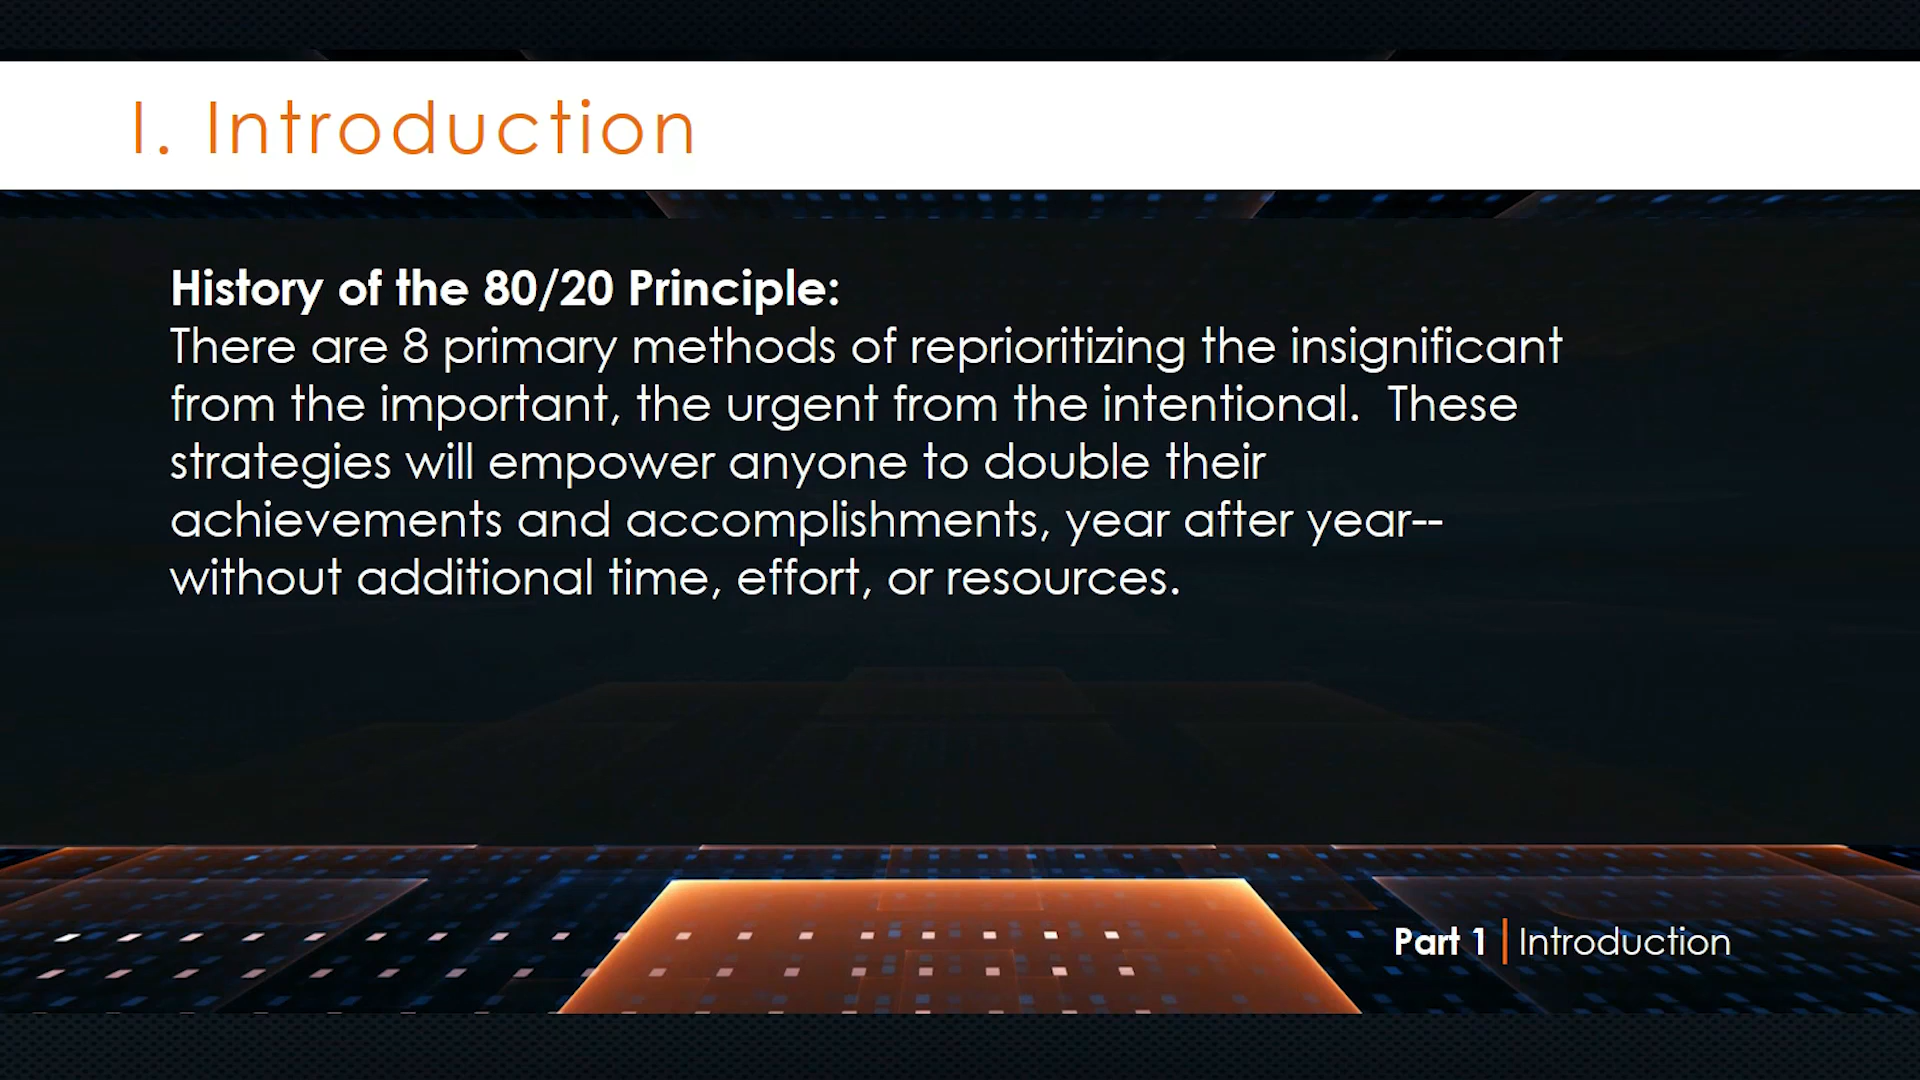 I. Introduction
History of the 80/20 Principle:
There are 8 primary methods of reprioritizing the insignificant
from the important, the urgent from the intentional.  These
strategies will empower anyone to double their
achievements and accomplishments, year after year--
without additional time, effort, or resources.
Part 1 | Introduction